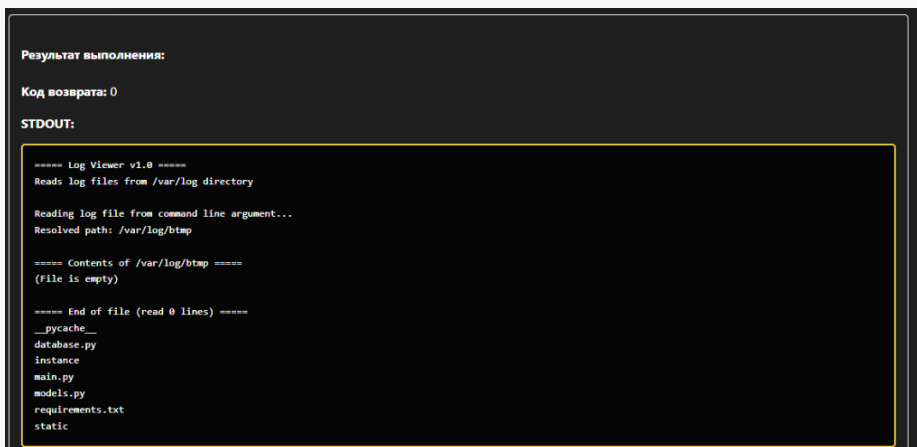 Результат выполнения:
Код возврата: 0
STDOUT:
===== Log Viewer v1.0 =====
Reads log files from /var/log directory
Reading log file from command line argument...
Resolved path: /var/log/btmp
===== Contents of /var/log/btmp =====
(File is empty)
===== End of file (read 0 lines) =====
__pycache__
database.py
instance
main.py
models.py
requirements.txt
static